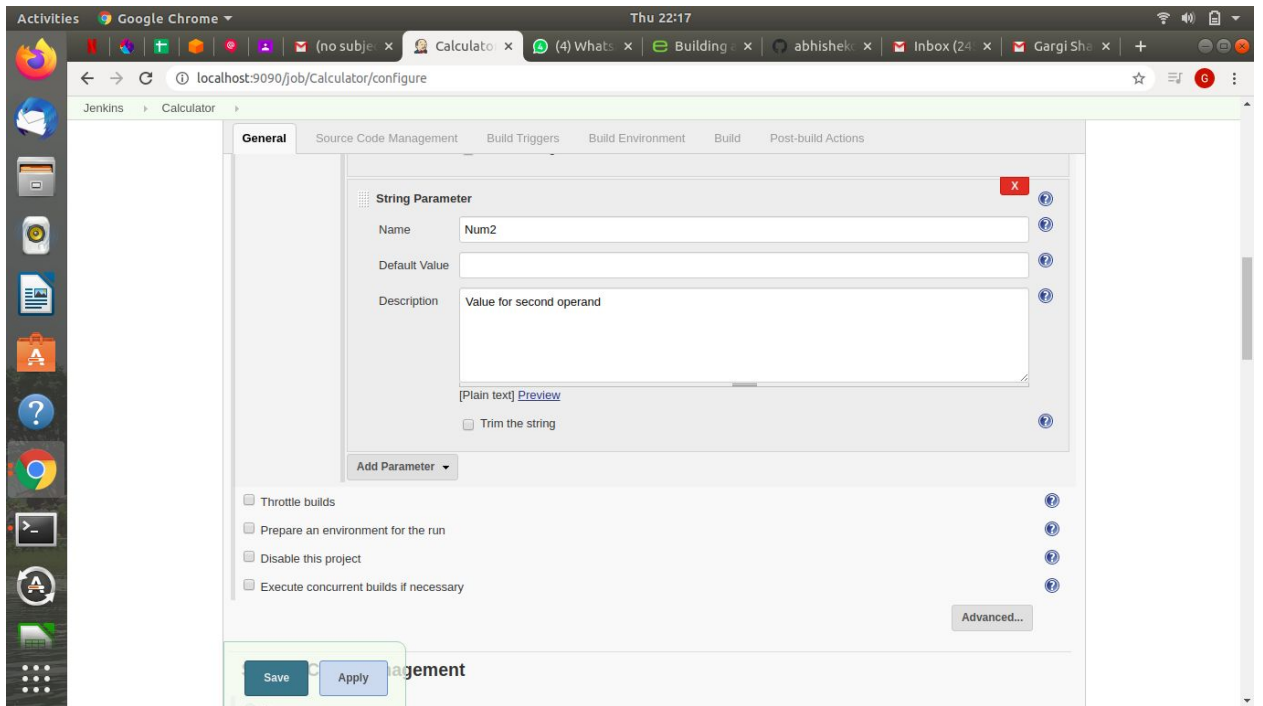 Activities Google Chrome Thu 22:17
(no subje Calculato (4) Whats Building a abhishek Inbox (24 Gargi Sha
localhost:9090/job/Calculator/configure G
Jenkins Calculator
General Source Code Management Build Triggers Build Environment Build Post-build Actions
String Parameter X
Name Num2
Default Value
Description Value for second operand
[Plain text] Preview
Trim the string
Add Parameter
Throttle builds
Prepare an environment for the run
Disable this project
Execute concurrent builds if necessary
Advanced...
Save Apply agement